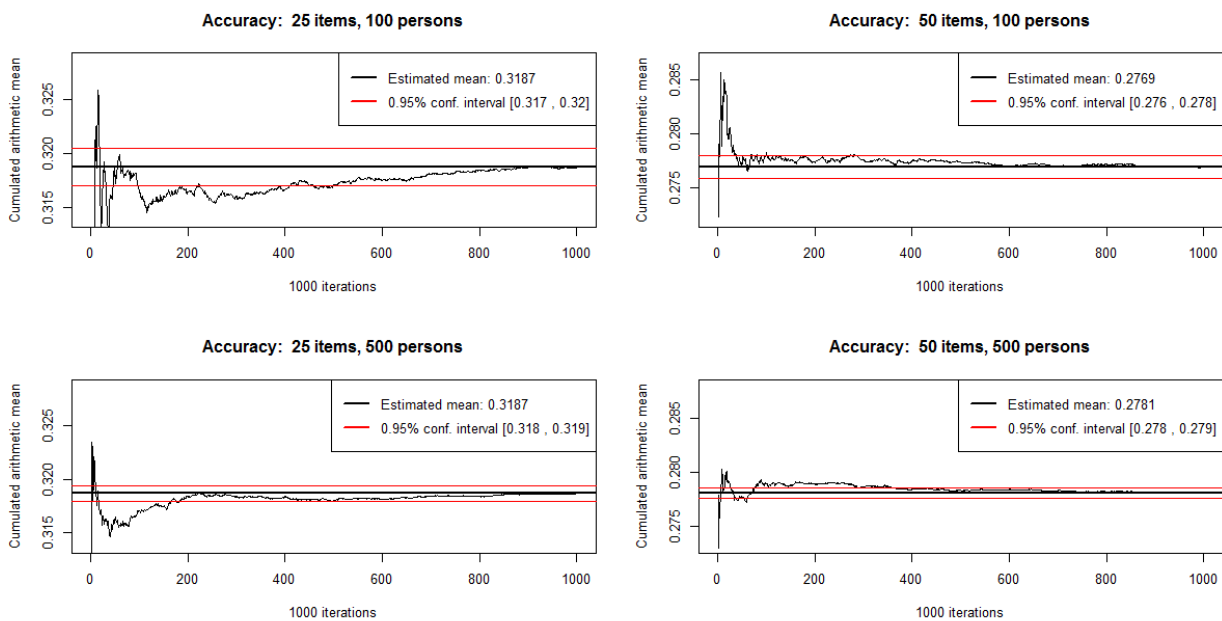 Accuracy:  25 items, 100 persons
Cumulated arithmetic mean
0.315 0.320 0.325
Estimated mean: 0.3187
0.95% conf. interval [0.317 , 0.32]
0 200 400 600 800 1000
1000 iterations
Accuracy:  50 items, 100 persons
Cumulated arithmetic mean
0.275 0.280 0.285
Estimated mean: 0.2769
0.95% conf. interval [0.276 , 0.278]
0 200 400 600 800 1000
1000 iterations
Accuracy:  25 items, 500 persons
Cumulated arithmetic mean
0.315 0.320 0.325
Estimated mean: 0.3187
0.95% conf. interval [0.318 , 0.319]
0 200 400 600 800 1000
1000 iterations
Accuracy:  50 items, 500 persons
Cumulated arithmetic mean
0.275 0.280 0.285
Estimated mean: 0.2781
0.95% conf. interval [0.278 , 0.279]
0 200 400 600 800 1000
1000 iterations